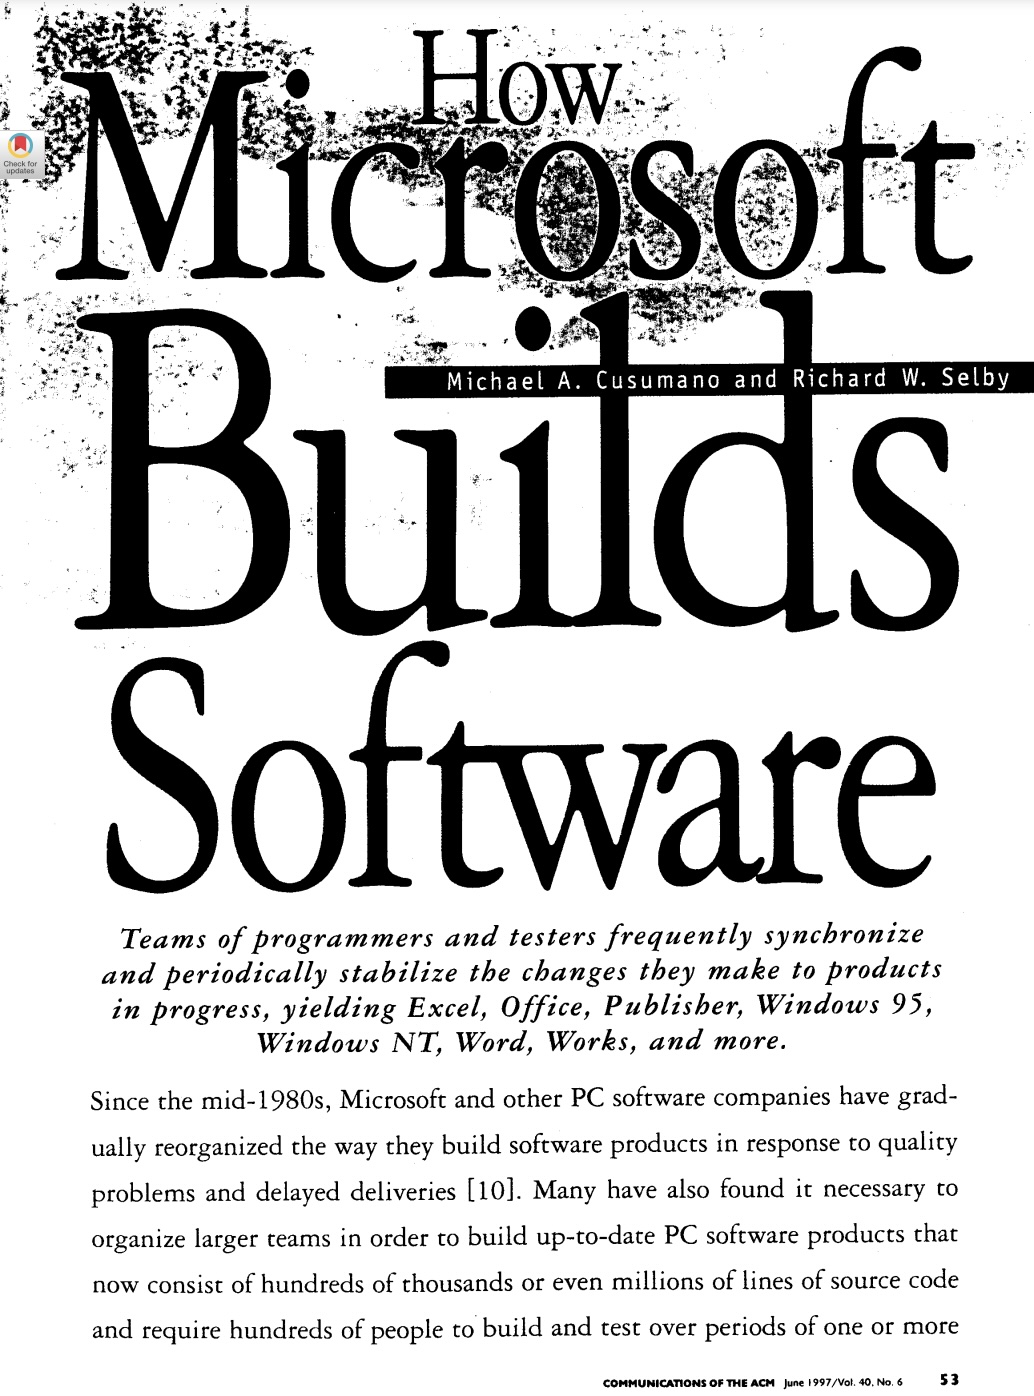 How
Microsoft
Check for
updates
Builds
Michael A. Cusumano and Richard W. Selby
Software
Teams of programmers and testers frequently synchronize
and periodically stabilize the changes they make to products
in progress, yielding Excel, Office, Publisher, Windows 95,
Windows NT, Word, Works, and more.
Since the mid-1980s, Microsoft and other PC software companies have grad-
ually reorganized the way they build software products in response to quality
problems and delayed deliveries [10]. Many have also found it necessary to
organize larger teams in order to build up-to-date PC software products that
now consist of hundreds of thousands or even millions of lines of source code
and require hundreds of people to build and test over periods of one or more
COMMUNICATIONS OF THE ACM June 1997/Vol. 40, No. 6 53